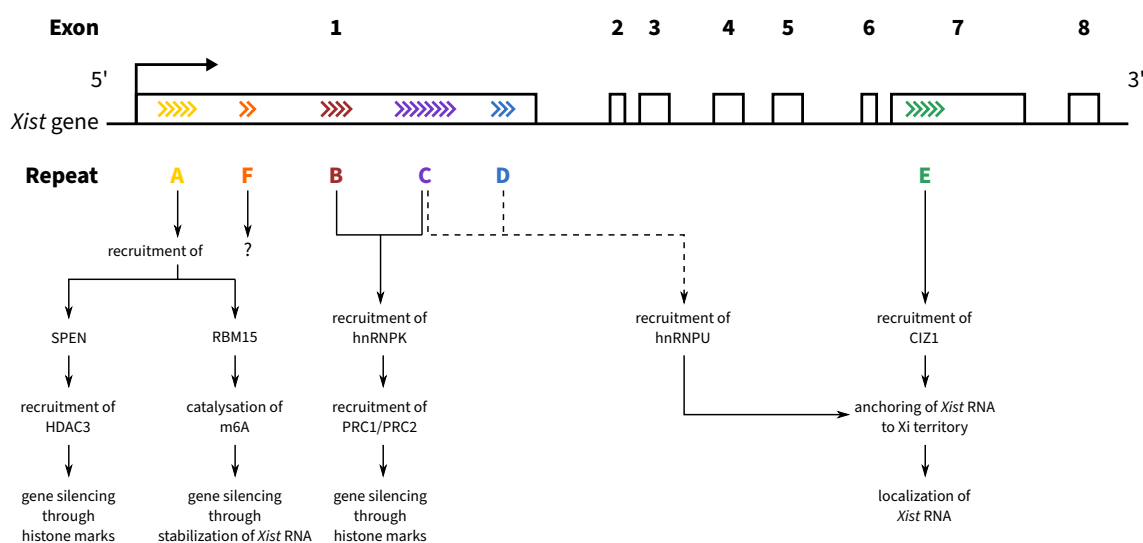 Exon 1 2 3 4 5 6 7 8
5' 3'
Xist gene
Repeat A F B C D E
recruitment of ?
recruitment of recruitment of recruitment of
SPEN RBM15 hnRNPK hnRNPU CIZ1
recruitment of catalysation of recruitment of anchoring of Xist RNA
HDAC3 m6A PRC1/PRC2 to Xi territory
gene silencing gene silencing gene silencing localization of
through through through Xist RNA
histone marks stabilization of Xist RNA histone marks